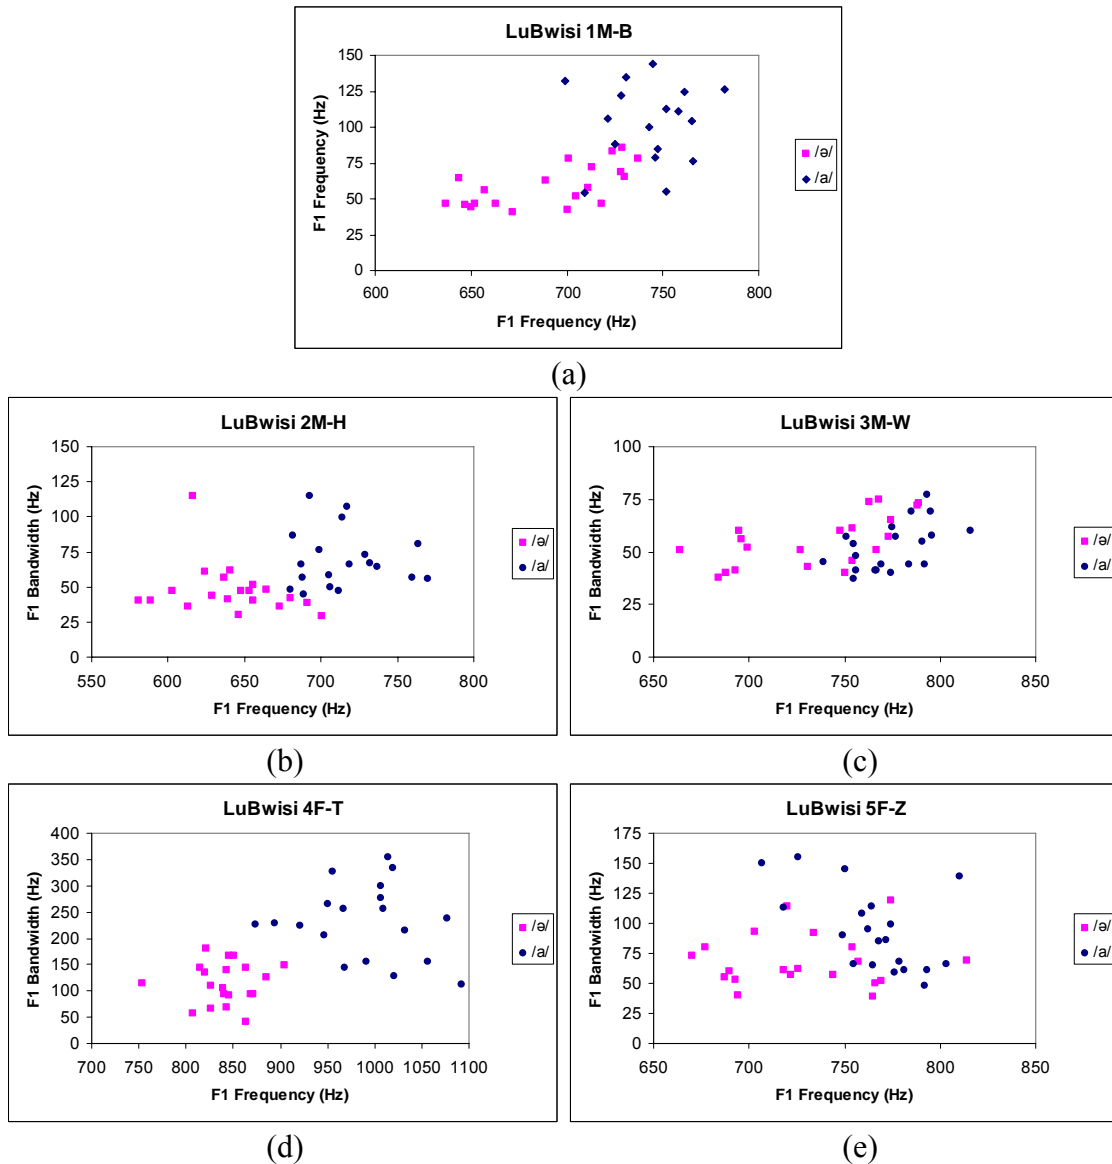 LuBwisi 1M-B
150
125
100
75
50
25
0
600 650 700 750 800
F1 Bandwidth (Hz)
F1 Frequency (Hz)
/ə/
/a/
(a)
LuBwisi 2M-H
150
125
100
75
50
25
0
550 600 650 700 750 800
F1 Bandwidth (Hz)
F1 Frequency (Hz)
/ə/
/a/
(b)
LuBwisi 3M-W
100
75
50
25
0
650 700 750 800 850
F1 Bandwidth (Hz)
F1 Frequency (Hz)
/ə/
/a/
(c)
LuBwisi 4F-T
400
350
300
250
200
150
100
50
0
700 750 800 850 900 950 1000 1050 1100
F1 Bandwidth (Hz)
F1 Frequency (Hz)
/ə/
/a/
(d)
LuBwisi 5F-Z
175
150
125
100
75
50
25
0
650 700 750 800 850
F1 Bandwidth (Hz)
F1 Frequency (Hz)
/ə/
/a/
(e)